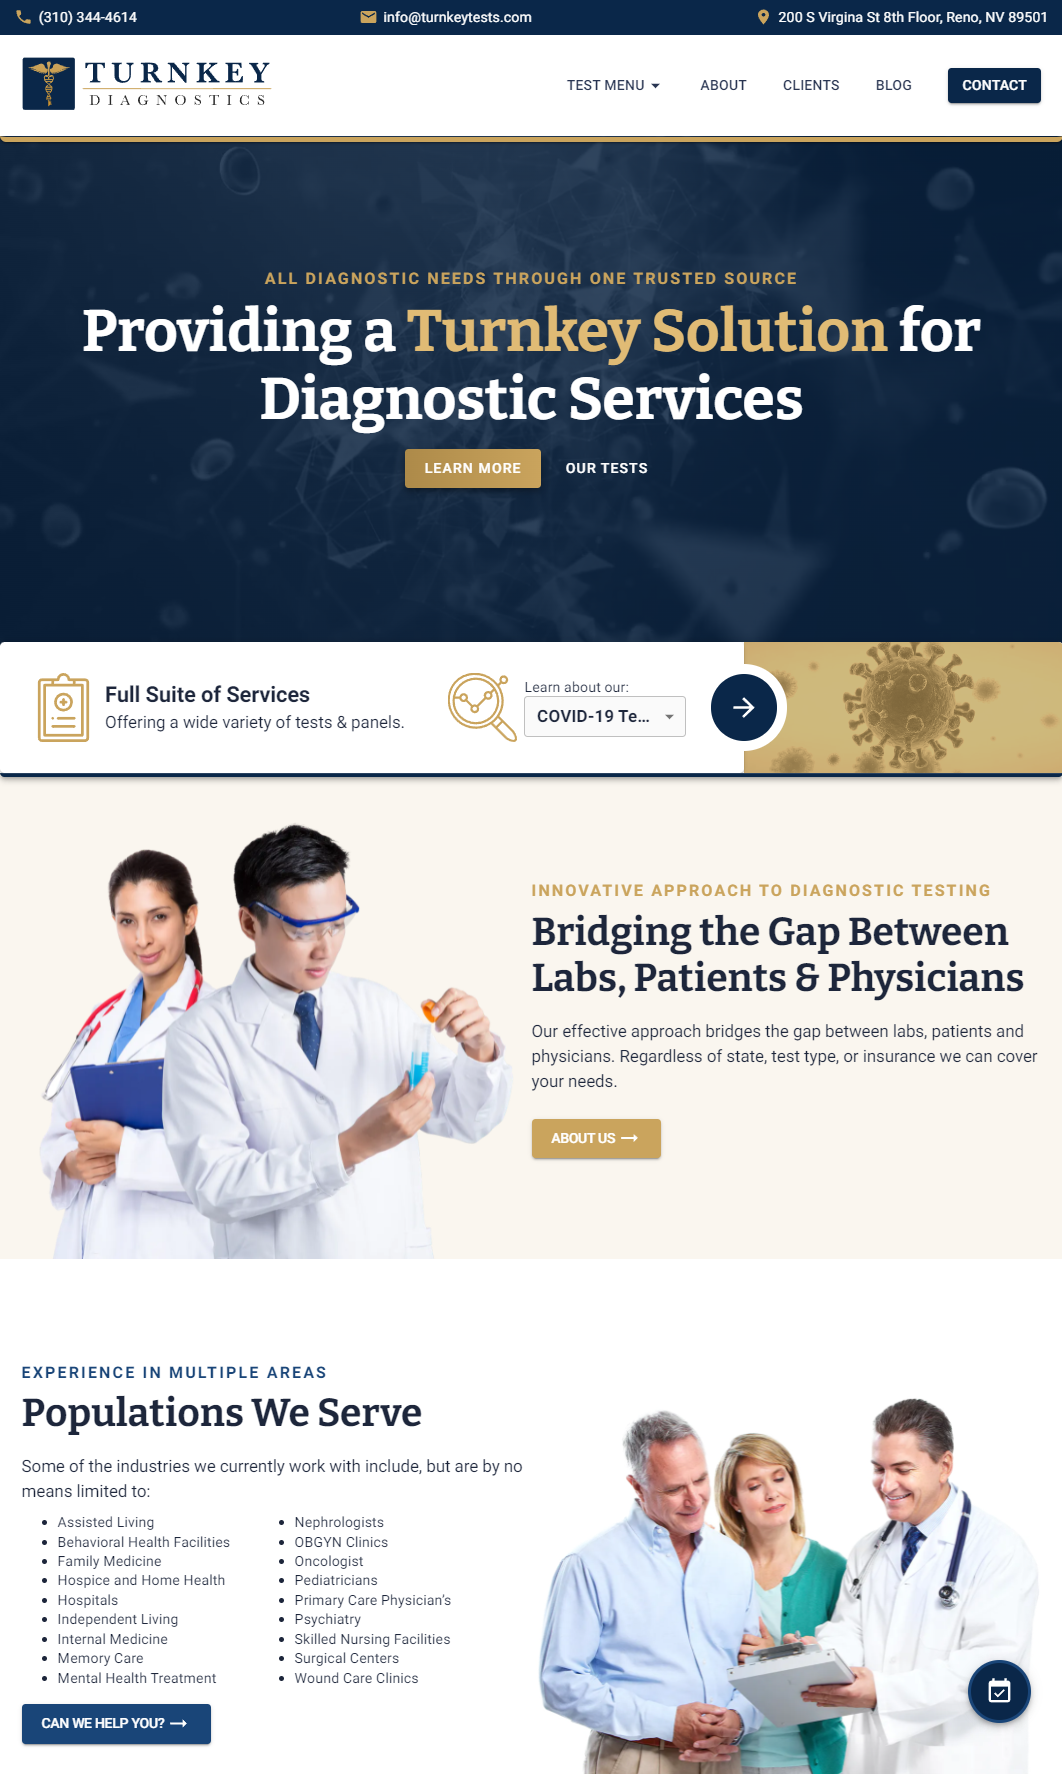 (310) 344-4614
info@turnkeytests.com
200 S Virgina St 8th Floor, Reno, NV 89501
TURNKEY
DIAGNOSTICS
TEST MENU
ABOUT
CLIENTS
BLOG
CONTACT
ALL DIAGNOSTIC NEEDS THROUGH ONE TRUSTED SOURCE
Providing a Turnkey Solution for
Diagnostic Services
LEARN MORE
OUR TESTS
Full Suite of Services
Offering a wide variety of tests & panels.
Learn about our:
COVID-19 Te...
INNOVATIVE APPROACH TO DIAGNOSTIC TESTING
Bridging the Gap Between
Labs, Patients & Physicians
Our effective approach bridges the gap between labs, patients and
physicians. Regardless of state, test type, or insurance we can cover
your needs.
ABOUT US
EXPERIENCE IN MULTIPLE AREAS
Populations We Serve
Some of the industries we currently work with include, but are by no
means limited to:
Assisted Living
Behavioral Health Facilities
Family Medicine
Hospice and Home Health
Hospitals
Independent Living
Internal Medicine
Memory Care
Mental Health Treatment
Nephrologists
OBGYN Clinics
Oncologist
Pediatricians
Primary Care Physician's
Psychiatry
Skilled Nursing Facilities
Surgical Centers
Wound Care Clinics
CAN WE HELP YOU?